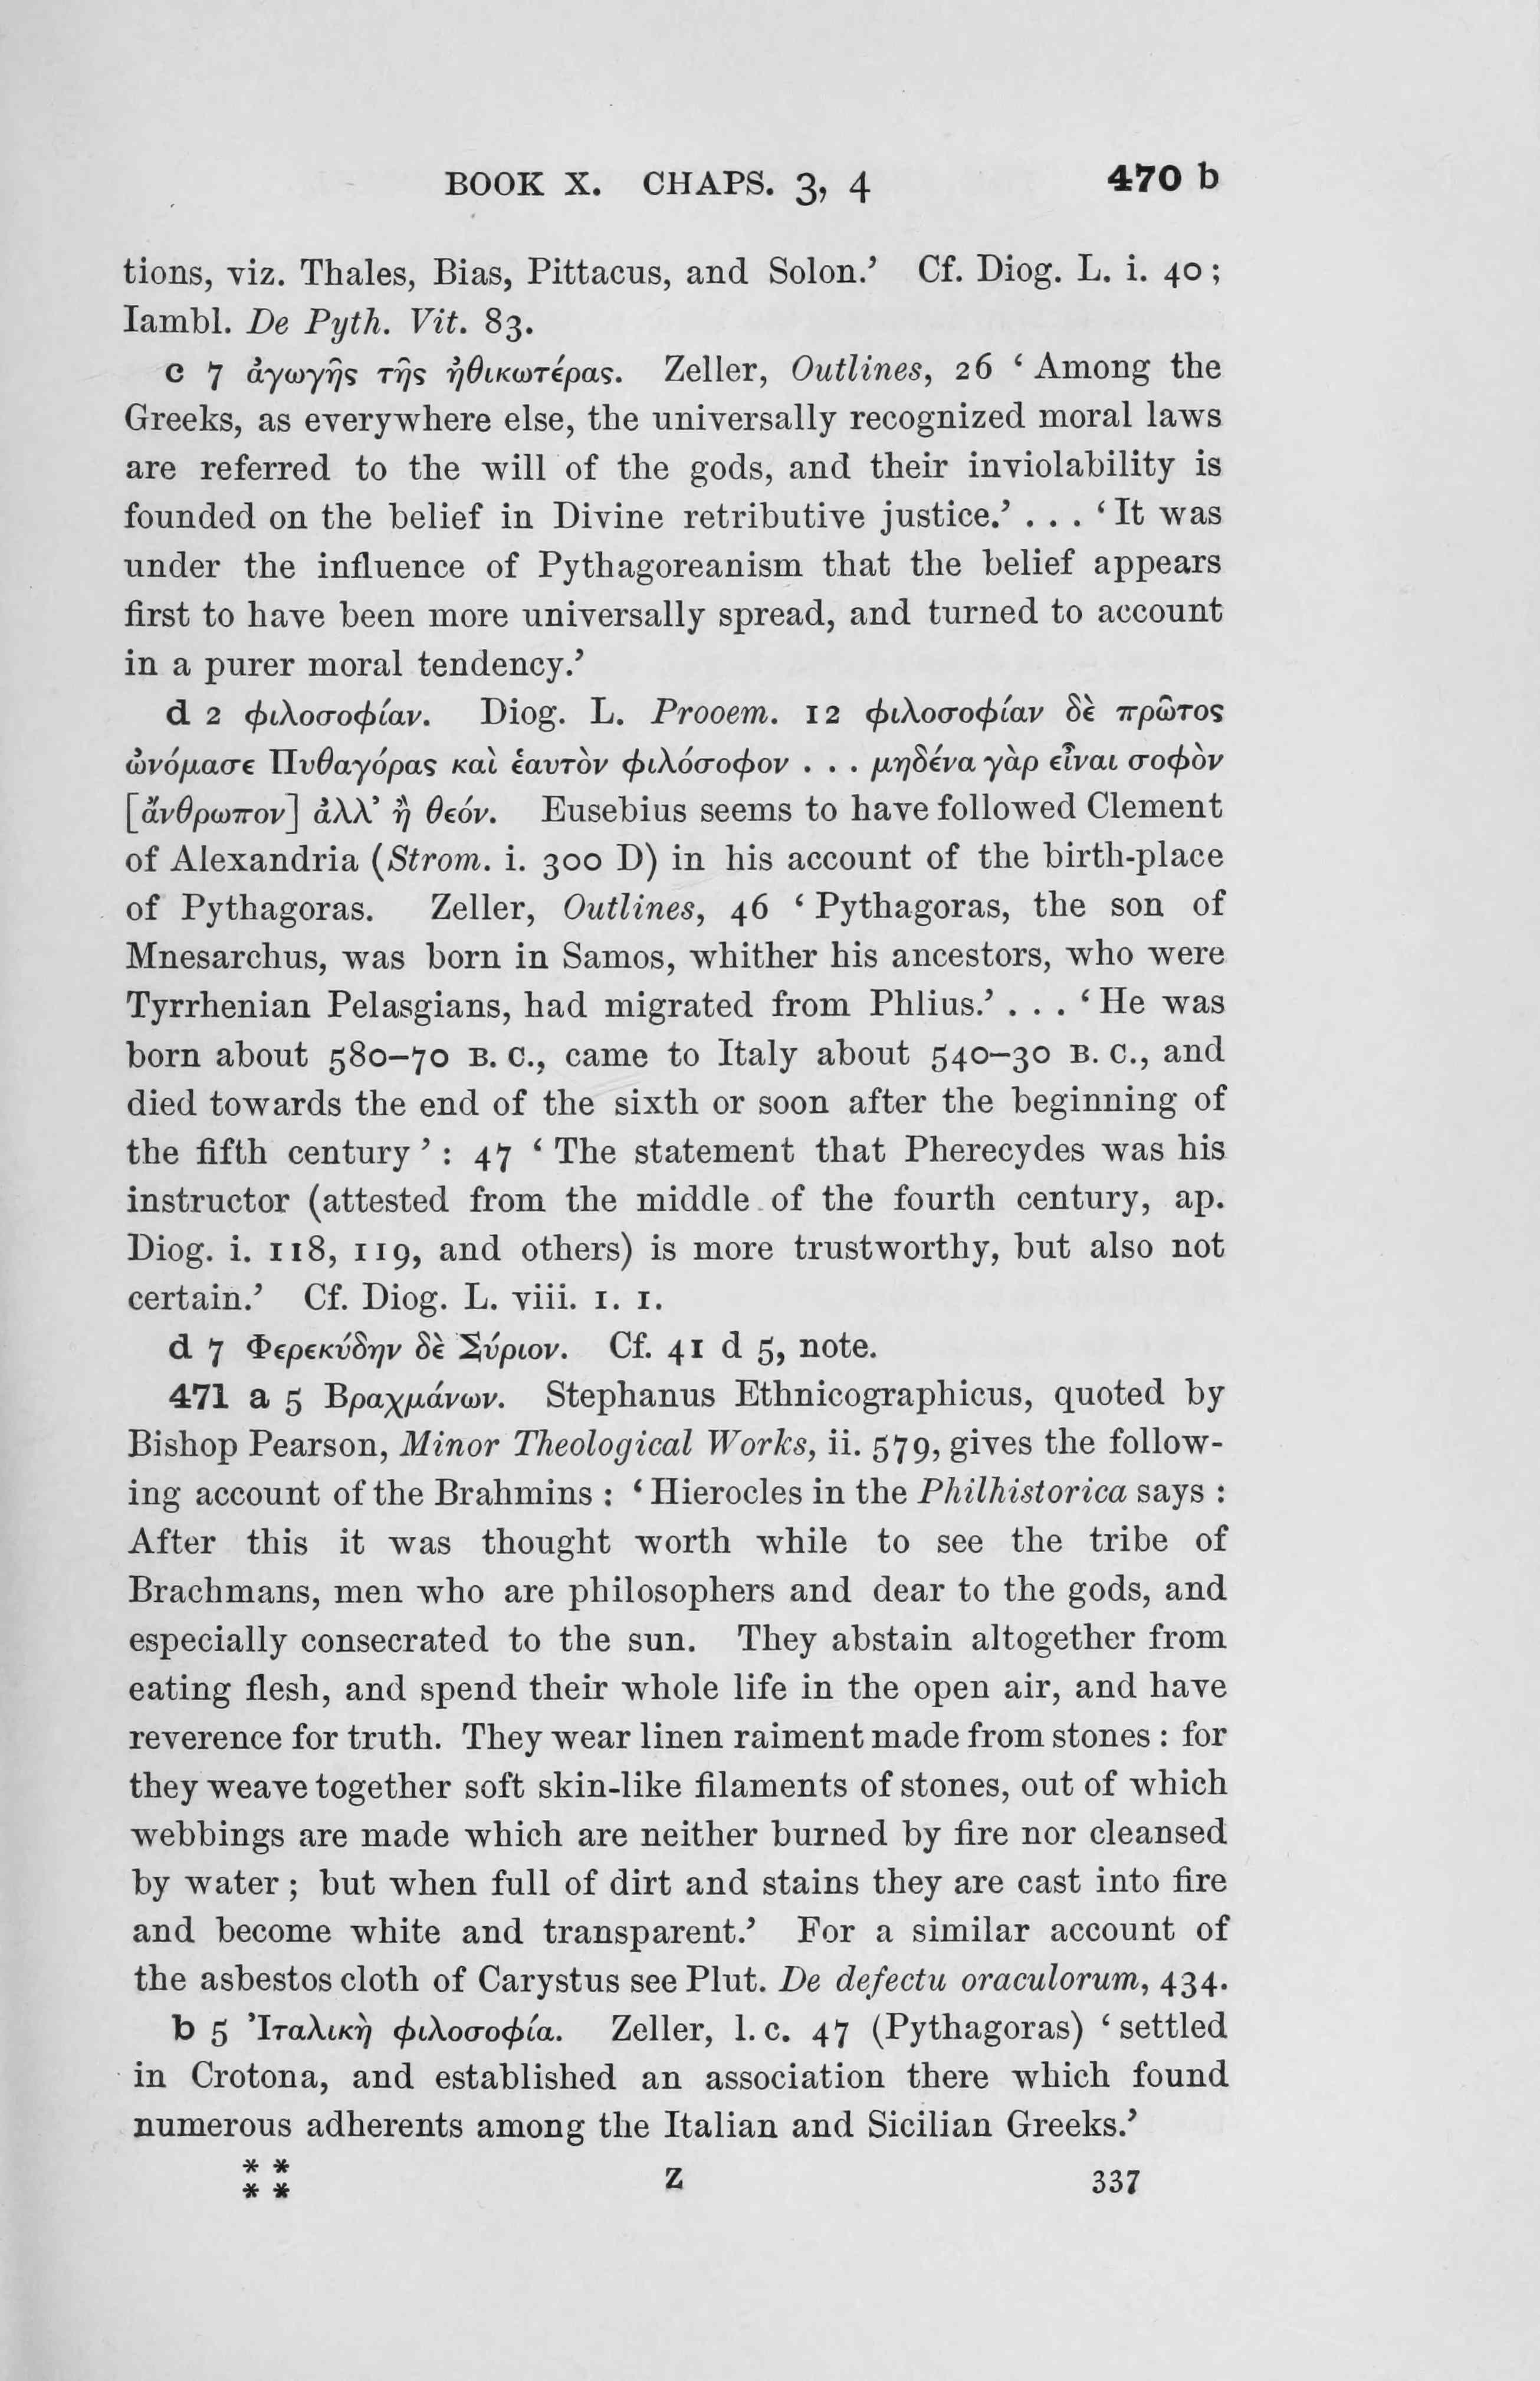 BOOK X. CHAPS. 3, 4 470 b
tions, viz. Thales, Bias, Pittacus, and Solon.’ Cf. Diog. L. i. 40;
Iambl. De Pyth. Vit. 83.
c 7 ἀγωγῆς τῆς ἠθικωτέρας. Zeller, Outlines, 26 ‘Among the
Greeks, as everywhere else, the universally recognized moral laws
are referred to the will of the gods, and their inviolability is
founded on the belief in Divine retributive justice.’ . . . ‘It was
under the influence of Pythagoreanism that the belief appears
first to have been more universally spread, and turned to account
in a purer moral tendency.’
d 2 φιλοσοφίαν. Diog. L. Prooem. 12 φιλοσοφίαν δὲ πρῶτος
ὠνόμασε Πυθαγόρας καὶ ἑαυτὸν φιλόσοφον . . . μηδένα γὰρ εἶναι σοφὸν
[ἄνθρωπον] ἀλλ’ ἢ θεόν. Eusebius seems to have followed Clement
of Alexandria (Strom. i. 300 D) in his account of the birth-place
of Pythagoras. Zeller, Outlines, 46 ‘Pythagoras, the son of
Mnesarchus, was born in Samos, whither his ancestors, who were
Tyrrhenian Pelasgians, had migrated from Phlius.’ . . . ‘He was
born about 580–70 B. C., came to Italy about 540–30 B. C., and
died towards the end of the sixth or soon after the beginning of
the fifth century’: 47 ‘The statement that Pherecydes was his
instructor (attested from the middle of the fourth century, ap.
Diog. i. 118, 119, and others) is more trustworthy, but also not
certain.’ Cf. Diog. L. viii. 1. 1.
d 7 Φερεκύδην δὲ Σύριον. Cf. 41 d 5, note.
471 a 5 Βραχμάνων. Stephanus Ethnicographicus, quoted by
Bishop Pearson, Minor Theological Works, ii. 579, gives the follow-
ing account of the Brahmins: ‘Hierocles in the Philhistorica says:
After this it was thought worth while to see the tribe of
Brachmans, men who are philosophers and dear to the gods, and
especially consecrated to the sun. They abstain altogether from
eating flesh, and spend their whole life in the open air, and have
reverence for truth. They wear linen raiment made from stones: for
they weave together soft skin-like filaments of stones, out of which
webbings are made which are neither burned by fire nor cleansed
by water; but when full of dirt and stains they are cast into fire
and become white and transparent.’ For a similar account of
the asbestos cloth of Carystus see Plut. De defectu oraculorum, 434.
b 5 Ἰταλικὴ φιλοσοφία. Zeller, l. c. 47 (Pythagoras) ‘settled
in Crotona, and established an association there which found
numerous adherents among the Italian and Sicilian Greeks.’
* *
* * Z 337